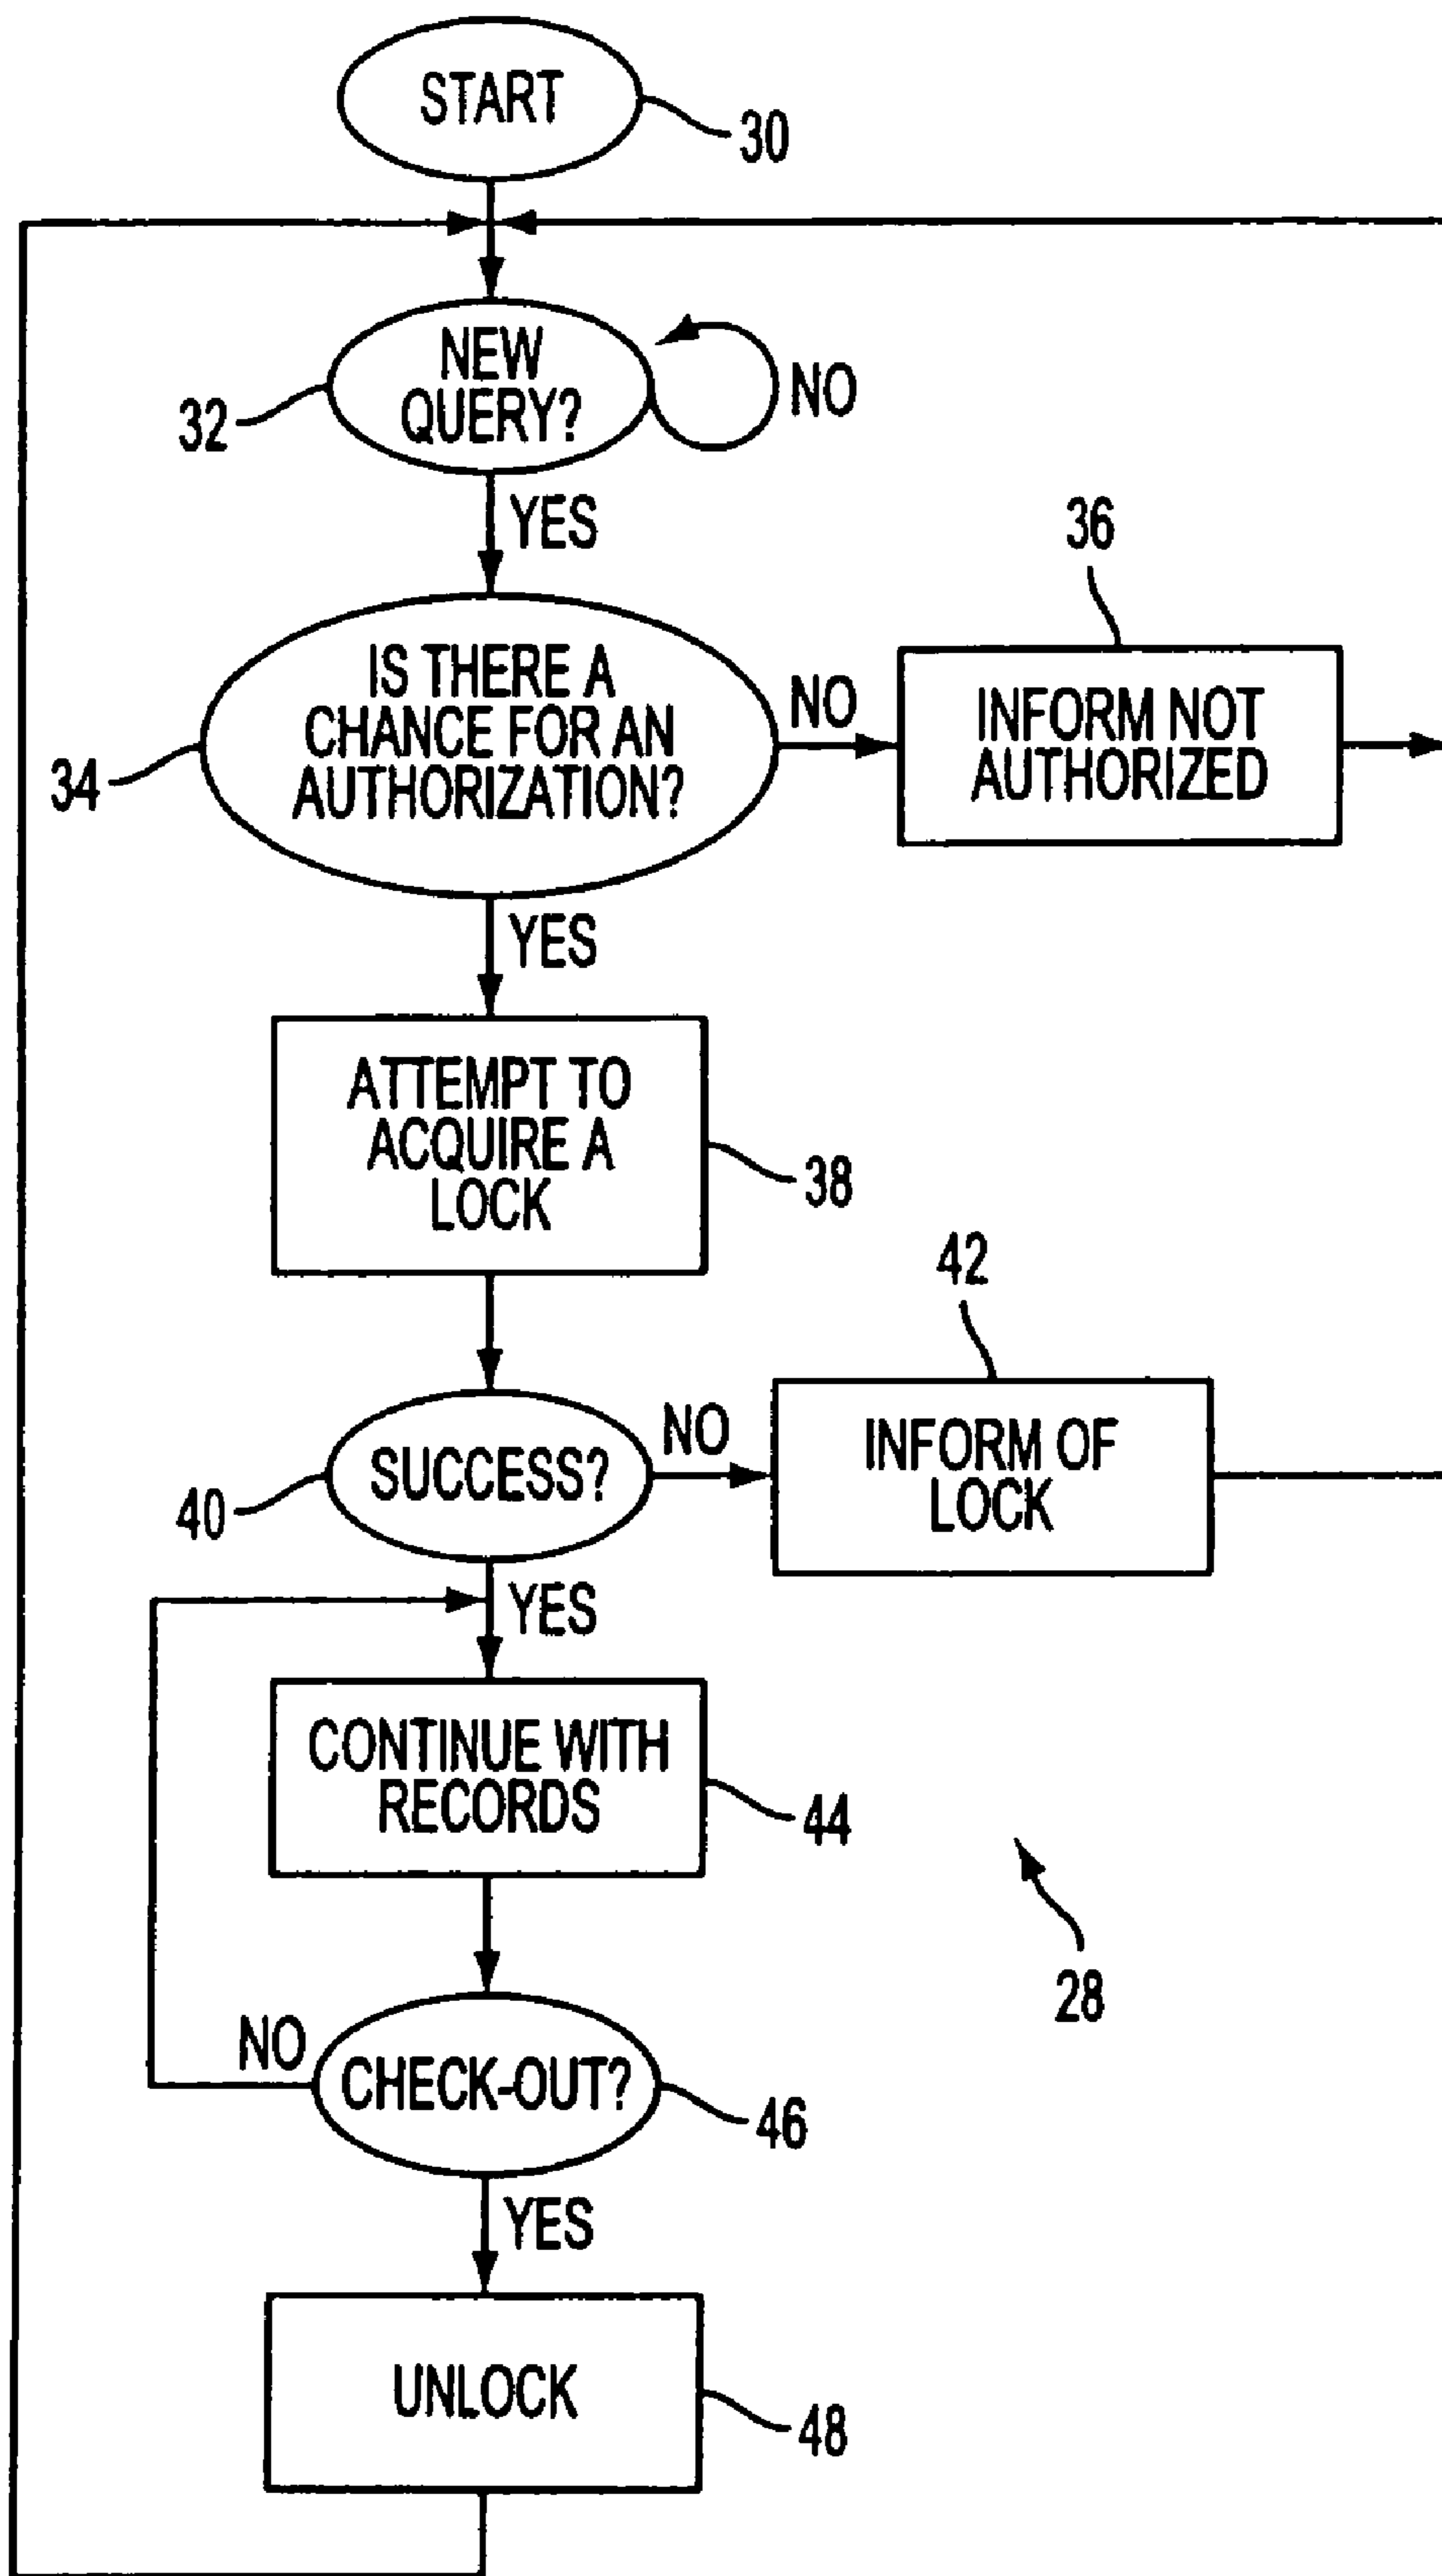 START
30
NEW
QUERY?
32
NO
YES
36
IS THERE A
CHANCE FOR AN
AUTHORIZATION?
34
NO
INFORM NOT
AUTHORIZED
YES
ATTEMPT TO
ACQUIRE A
LOCK
38
42
SUCCESS?
40
NO
INFORM OF
LOCK
YES
CONTINUE WITH
RECORDS
44
28
NO
CHECK-OUT?
46
YES
UNLOCK
48